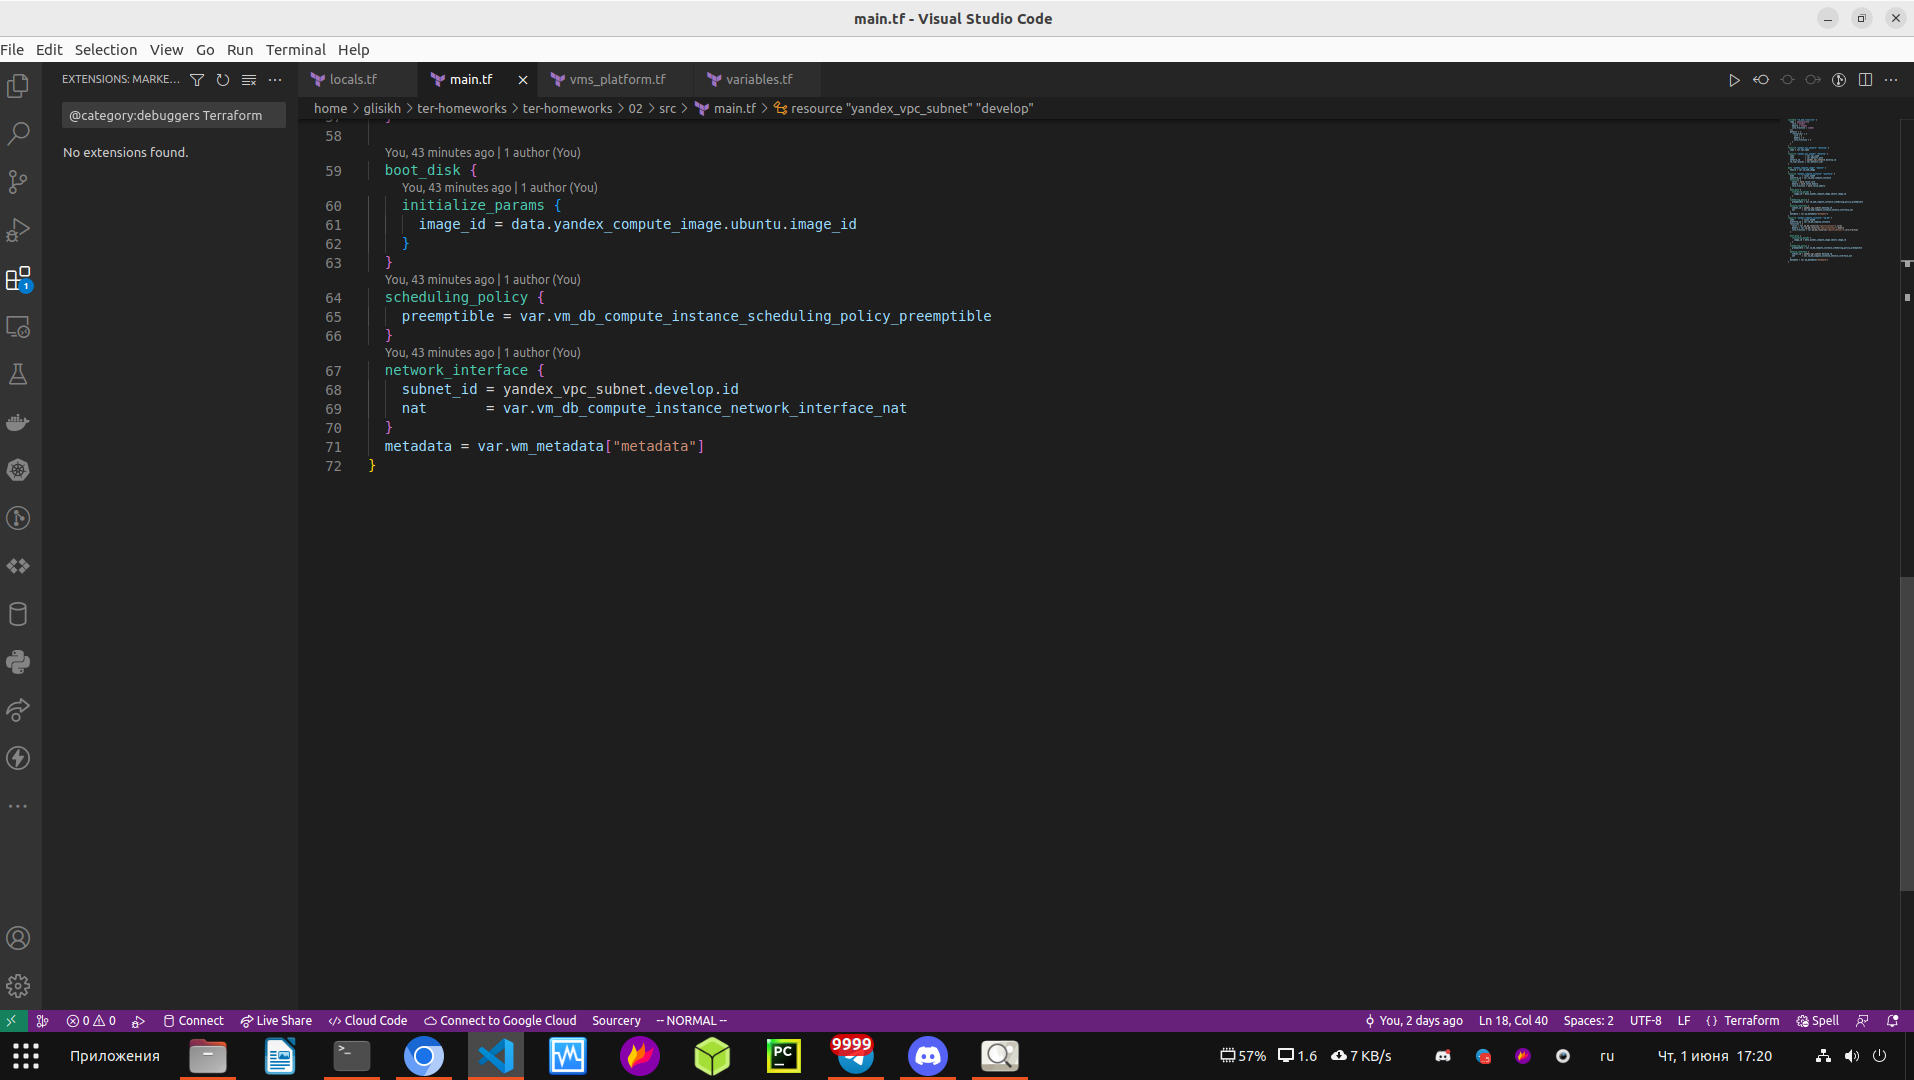 main.tf - Visual Studio Code
File Edit Selection View Go Run Terminal Help
EXTENSIONS: MARKE...
locals.tf
main.tf
vms_platform.tf
variables.tf
@category:debuggers Terraform
No extensions found.
home > glisikh > ter-homeworks > ter-homeworks > 02 > src > main.tf > resource "yandex_vpc_subnet" "develop"
58
You, 43 minutes ago | 1 author (You)
59 boot_disk {
You, 43 minutes ago | 1 author (You)
60 initialize_params {
61 image_id = data.yandex_compute_image.ubuntu.image_id
62 }
63 }
You, 43 minutes ago | 1 author (You)
64 scheduling_policy {
65 preemptible = var.vm_db_compute_instance_scheduling_policy_preemptible
66 }
You, 43 minutes ago | 1 author (You)
67 network_interface {
68 subnet_id = yandex_vpc_subnet.develop.id
69 nat       = var.vm_db_compute_instance_network_interface_nat
70 }
71 metadata = var.wm_metadata["metadata"]
72 }
1
0 0 Connect Live Share Cloud Code Connect to Google Cloud Sourcery -- NORMAL -- You, 2 days ago Ln 18, Col 40 Spaces: 2 UTF-8 LF {} Terraform Spell
Приложения
>_
PC
9999
57% 1.6 7 KB/s ru Чт, 1 июня 17:20